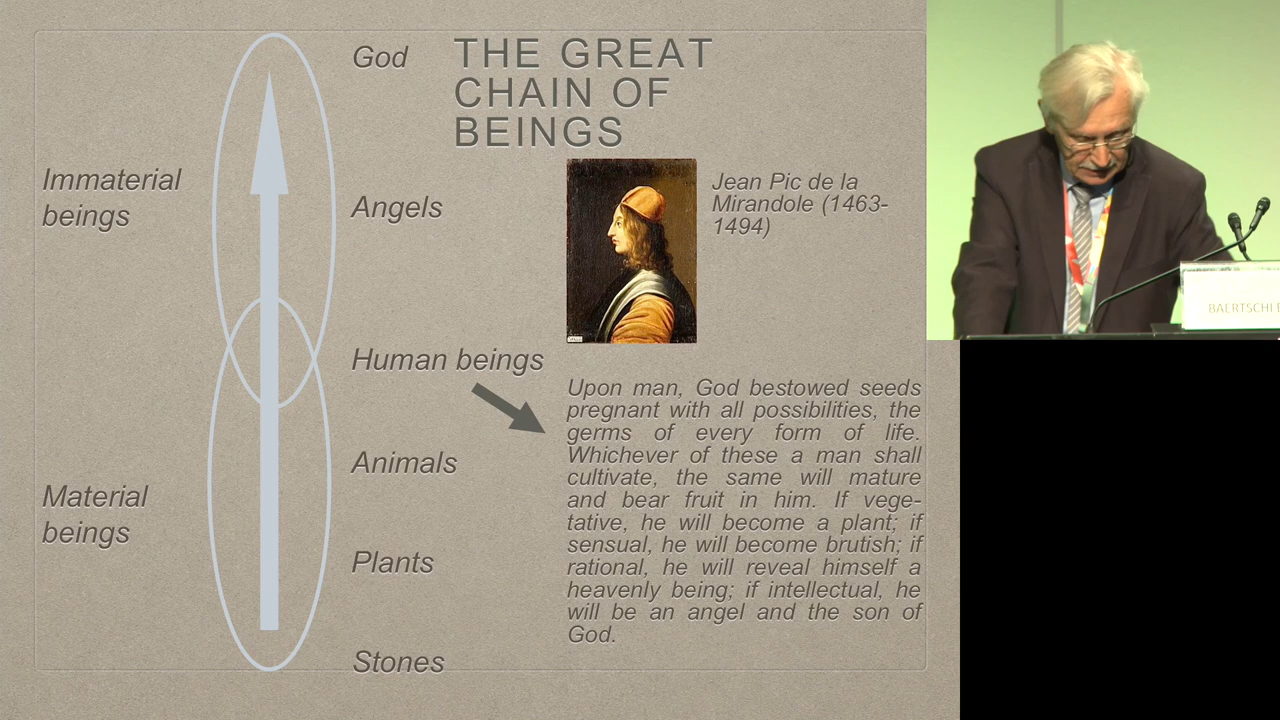 THE GREAT
CHAIN OF
BEINGS
God
Immaterial
beings
Angels
Jean Pic de la
Mirandole (1463-
1494)
Human beings
Animals
Material
beings
Plants
Stones
Upon man, God bestowed seeds
pregnant with all possibilities, the
germs of every form of life.
Whichever of these a man shall
cultivate, the same will mature
and bear fruit in him. If vege-
tative, he will become a plant; if
sensual, he will become brutish; if
rational, he will reveal himself a
heavenly being; if intellectual, he
will be an angel and the son of
God.
BAERTSCHI